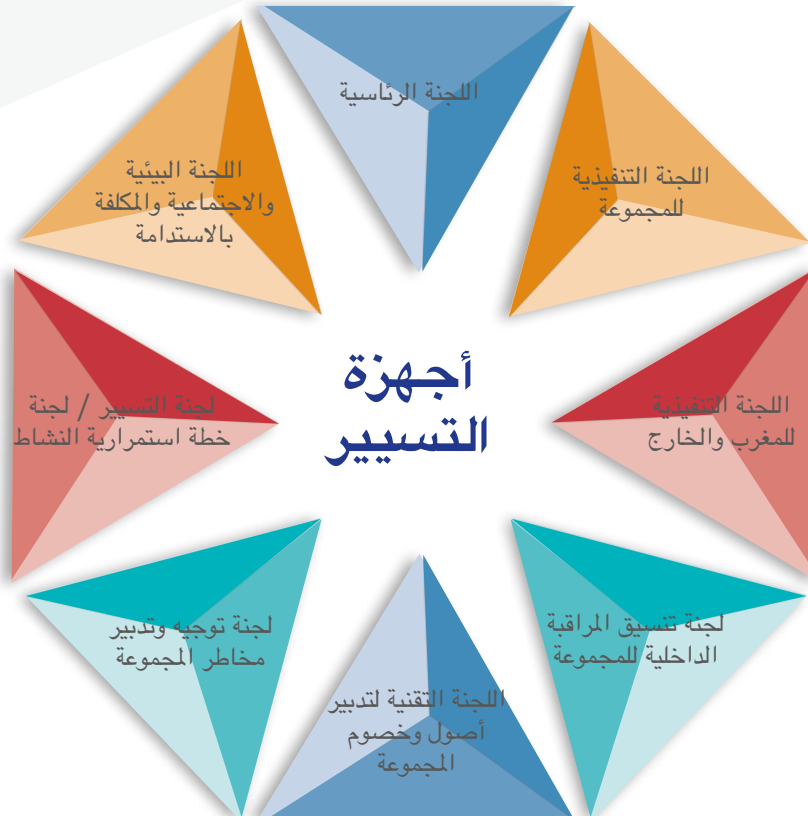 اللجنة الرئاسية
اللجنة التنفيذية
للمجموعة
اللجنة البيئية
والاجتماعية والمكلفة
بالاستدامة
أجهزة
التسيير
اللجنة التنفيذية
للمغرب والخارج
لجنة التسيير / لجنة
خطة استمرارية النشاط
لجنة تنسيق المراقبة
الداخلية للمجموعة
لجنة توجيه وتدبير
مخاطر المجموعة
اللجنة التقنية لتدبير
أصول وخصوم
المجموعة